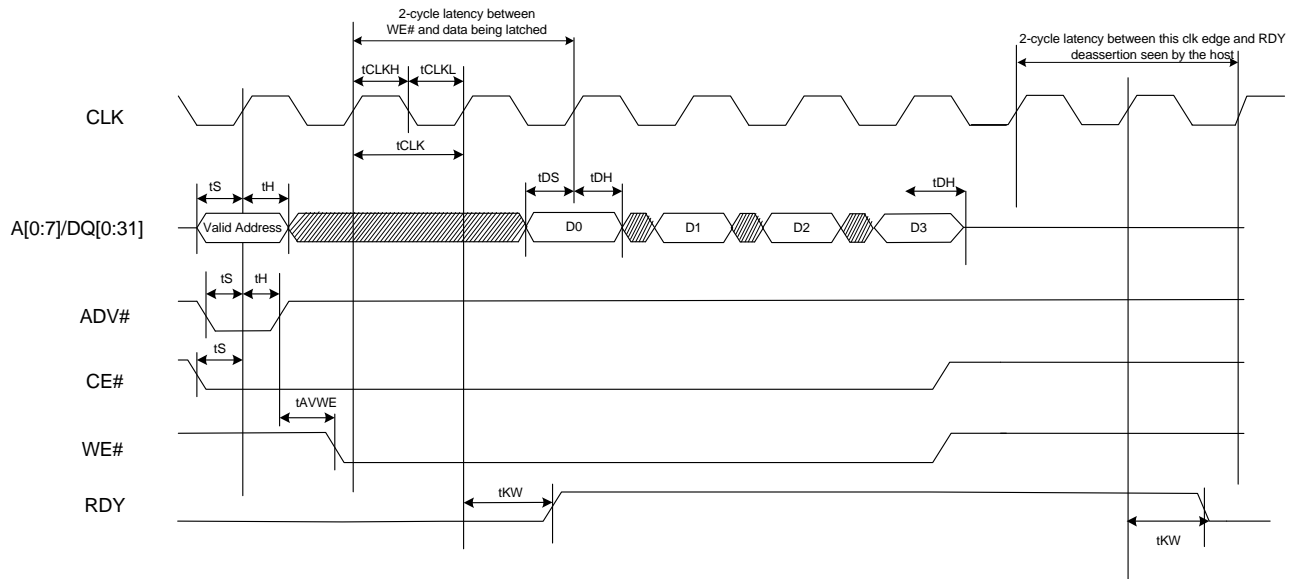 2-cycle latency between
WE# and data being latched
2-cycle latency between this clk edge and RDY
deassertion seen by the host
tCLKH
tCLKL
CLK
tCLK
tS
tH
tDS
tDH
tDH
A[0:7]/DQ[0:31]
Valid Address
D0
D1
D2
D3
tS
tH
ADV#
tS
CE#
tAVWE
WE#
tKW
RDY
tKW